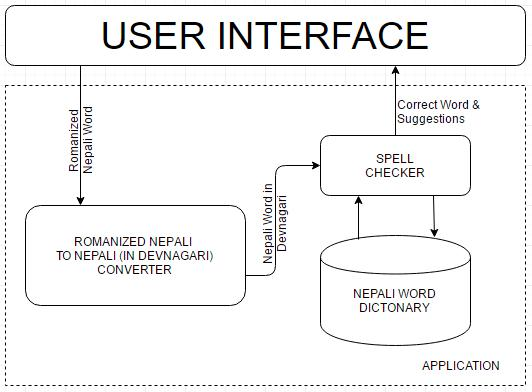 USER INTERFACE
Romanized
Nepali Word
Correct Word &
Suggestions
SPELL
CHECKER
Nepali Word in
Devnagari
ROMANIZED NEPALI
TO NEPALI (IN DEVNAGARI)
CONVERTER
NEPALI WORD
DICTONARY
APPLICATION